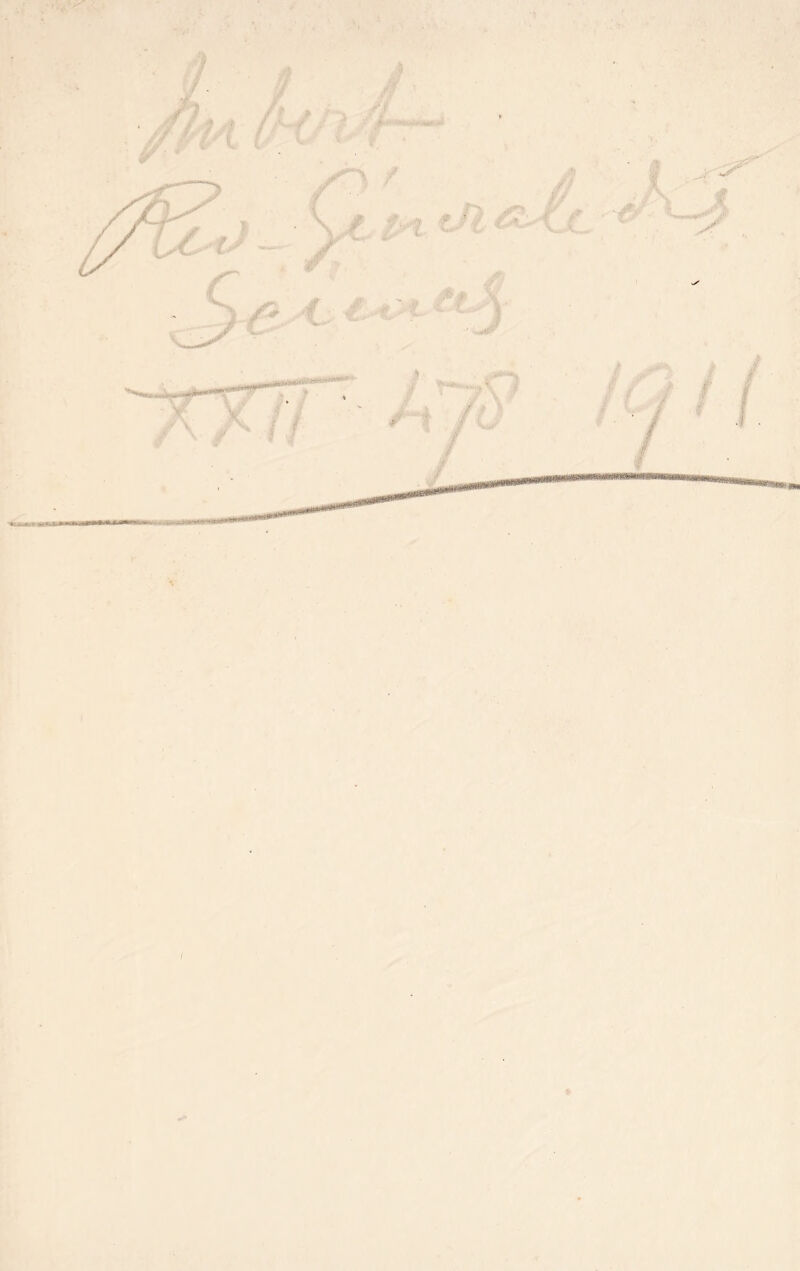 Imbert
Rev. Générale des
Sciences
XXII 478 1911